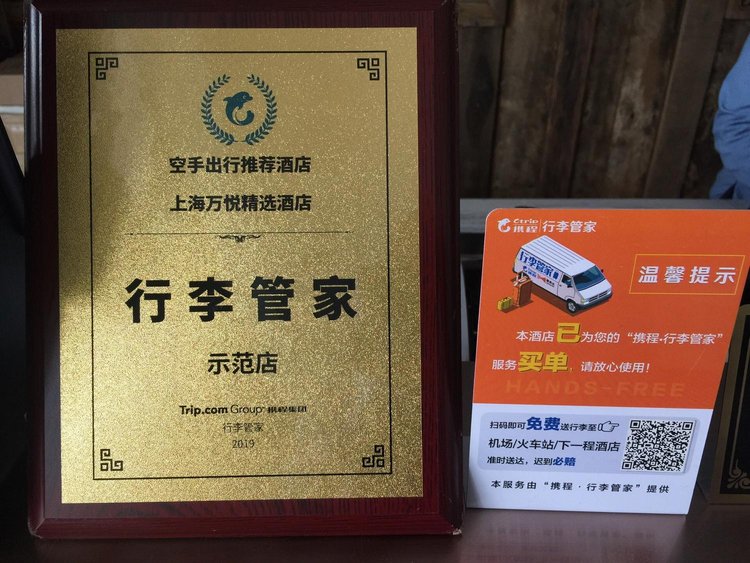 空手出行推荐酒店
上海万悦精选酒店
行李管家
示范店
Trip.com Group 携程集团
行李管家
2019
Ctrip 携程 行李管家
行李管家
温馨提示
本酒店已为您的“携程·行李管家”
服务买单，请放心使用！
HANDS-FREE
扫码即可免费送行李至
机场/火车站/下一程酒店
准时送达，迟到必赔
本服务由“携程·行李管家”提供